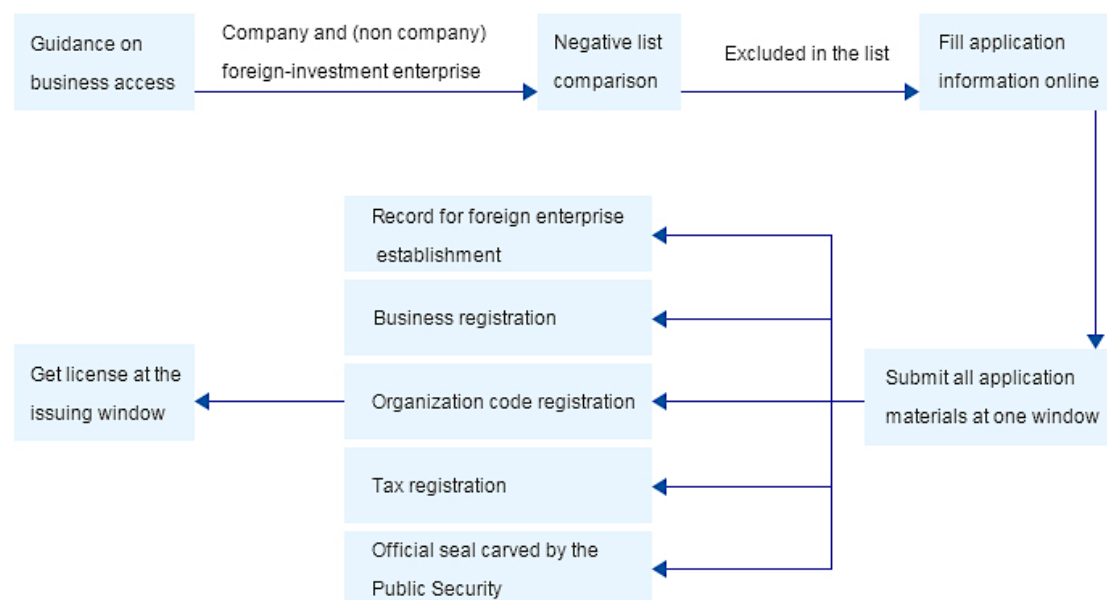 Guidance on
business access
Company and (non company)
foreign-investment enterprise
Negative list
comparison
Excluded in the list
Fill application
information online
Record for foreign enterprise
establishment
Business registration
Organization code registration
Tax registration
Official seal carved by the
Public Security
Submit all application
materials at one window
Get license at the
issuing window